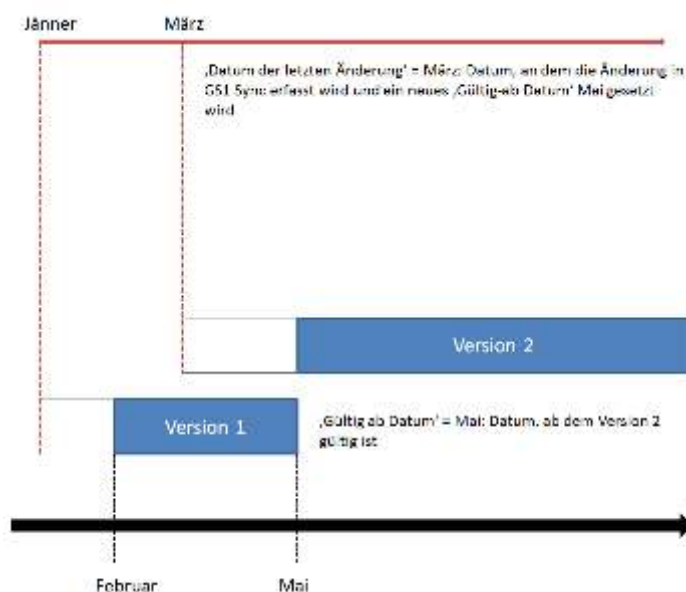 Jänner März
‚Datum der letzten Änderung‘ = März: Datum, an dem die Änderung in
GS1 Sync erfasst wird und ein neues ‚Gültig-ab Datum‘ Mai gesetzt
wird
Version 2
Version 1
‚Gültig ab Datum‘ = Mai: Datum, ab dem Version 2
gültig ist
Februar Mai